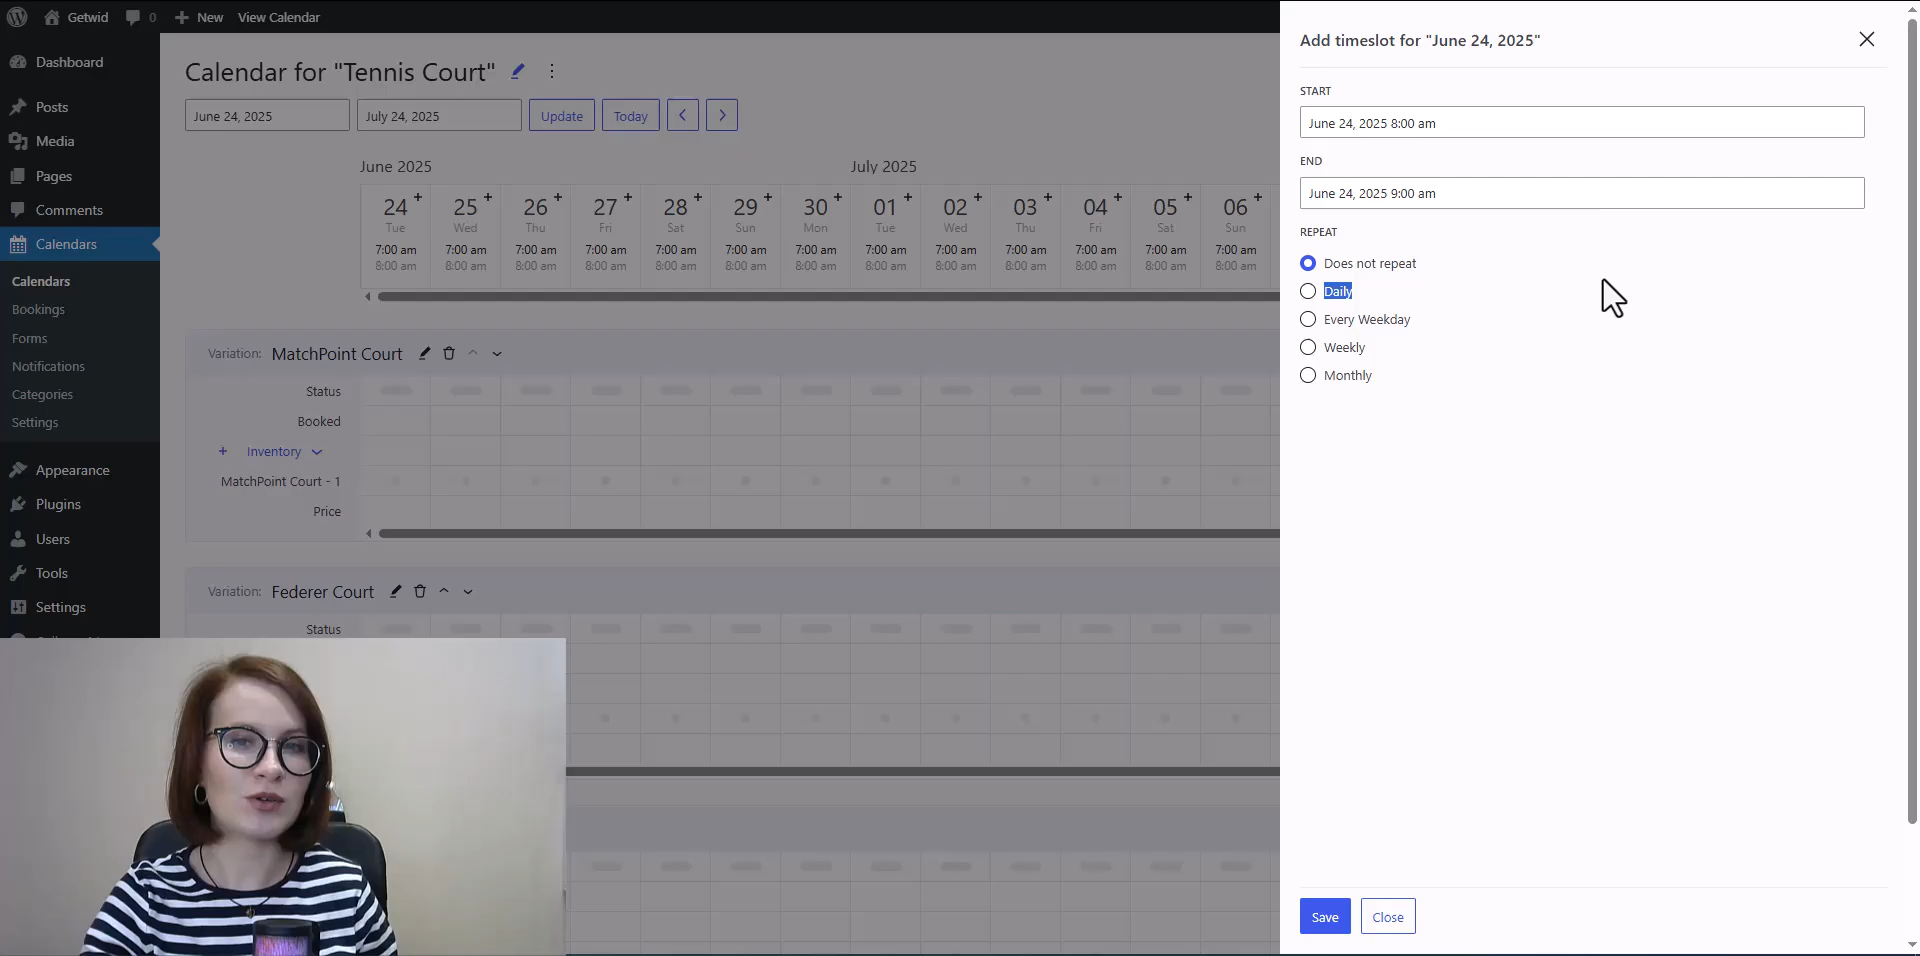 Getwid 0 New View Calendar
Dashboard
Posts
Media
Pages
Comments
Calendars
Calendars
Bookings
Forms
Notifications
Categories
Settings
Appearance
Plugins
Users
Tools
Settings
Calendar for "Tennis Court"
June 24, 2025 July 24, 2025 Update Today
June 2025 July 2025
24 25 26 27 28 29 30 01 02 03 04 05 06
Tue Wed Thu Fri Sat Sun Mon Tue Wed Thu Fri Sat Sun
7:00 am 7:00 am 7:00 am 7:00 am 7:00 am 7:00 am 7:00 am 7:00 am 7:00 am 7:00 am 7:00 am 7:00 am 7:00 am
8:00 am 8:00 am 8:00 am 8:00 am 8:00 am 8:00 am 8:00 am 8:00 am 8:00 am 8:00 am 8:00 am 8:00 am 8:00 am
Variation: MatchPoint Court
Status
Booked
+ Inventory
MatchPoint Court - 1
Price
Variation: Federer Court
Status
Add timeslot for "June 24, 2025"
START
June 24, 2025 8:00 am
END
June 24, 2025 9:00 am
REPEAT
Does not repeat
Daily
Every Weekday
Weekly
Monthly
Save Close